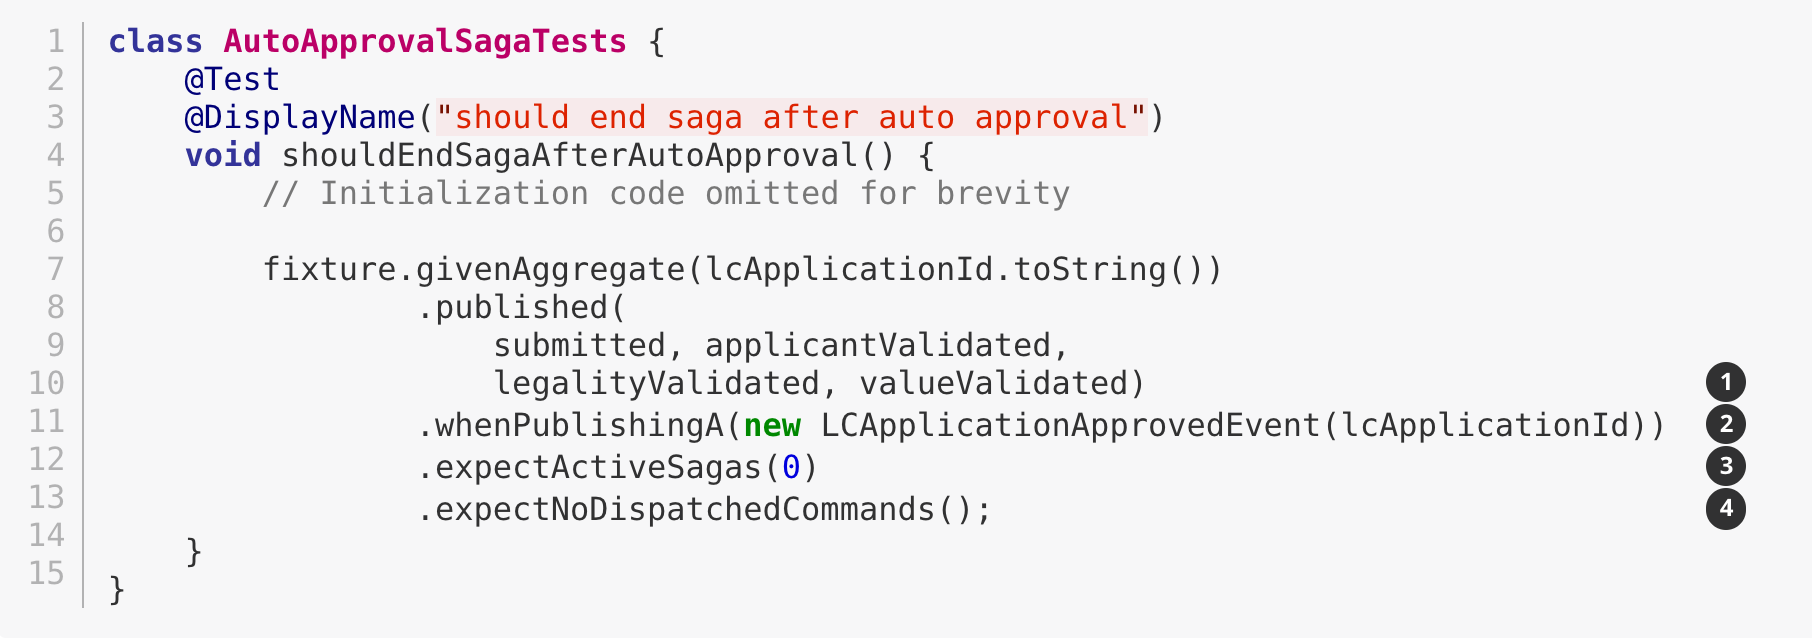 1 class AutoApprovalSagaTests {
2     @Test
3     @DisplayName("should end saga after auto approval")
4     void shouldEndSagaAfterAutoApproval() {
5         // Initialization code omitted for brevity
6
7         fixture.givenAggregate(lcApplicationId.toString())
8                 .published(
9                     submitted, applicantValidated,
10                     legalityValidated, valueValidated) 1
11                 .whenPublishingA(new LCApplicationApprovedEvent(lcApplicationId)) 2
12                 .expectActiveSagas(0) 3
13                 .expectNoDispatchedCommands(); 4
14     }
15 }